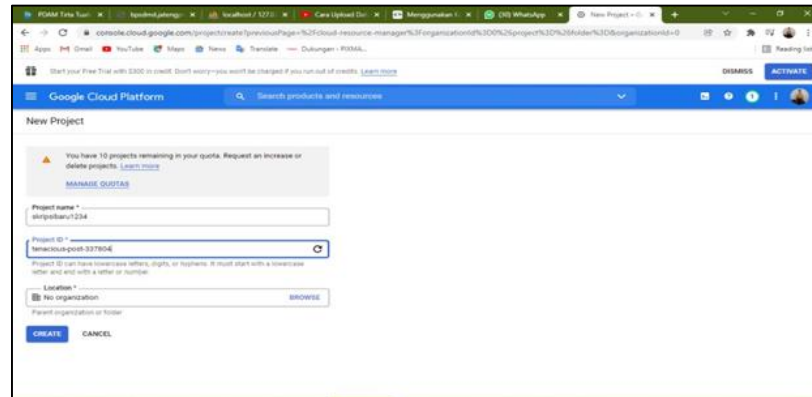 PDAM Tirta Tuah
bpsdmd.jatengp
localhost / 127.0.
Cara Upload Dat
Menggunakan
(30) WhatsApp
New Project - G
console.cloud.google.com/projectcreate?previousPage=%2Fcloud-resource-manager%3ForganizationId%3D0%26project%3D%26folder%3D&organizationId=0
Apps Gmail YouTube Maps News Translate Dukungan - PIXMA... Reading list
Start your Free Trial with $300 in credit. Don't worry—you won't be charged if you run out of credits. Learn more DISMISS ACTIVATE
Google Cloud Platform Search products and resources 1
New Project
You have 10 projects remaining in your quota. Request an increase or
delete projects. Learn more
MANAGE QUOTAS
Project name *
skripsibaru1234
Project ID *
tenacious-post-337804
Project ID can have lowercase letters, digits, or hyphens. It must start with a lowercase
letter and end with a letter or number.
Location *
No organization BROWSE
Parent organization or folder
CREATE CANCEL